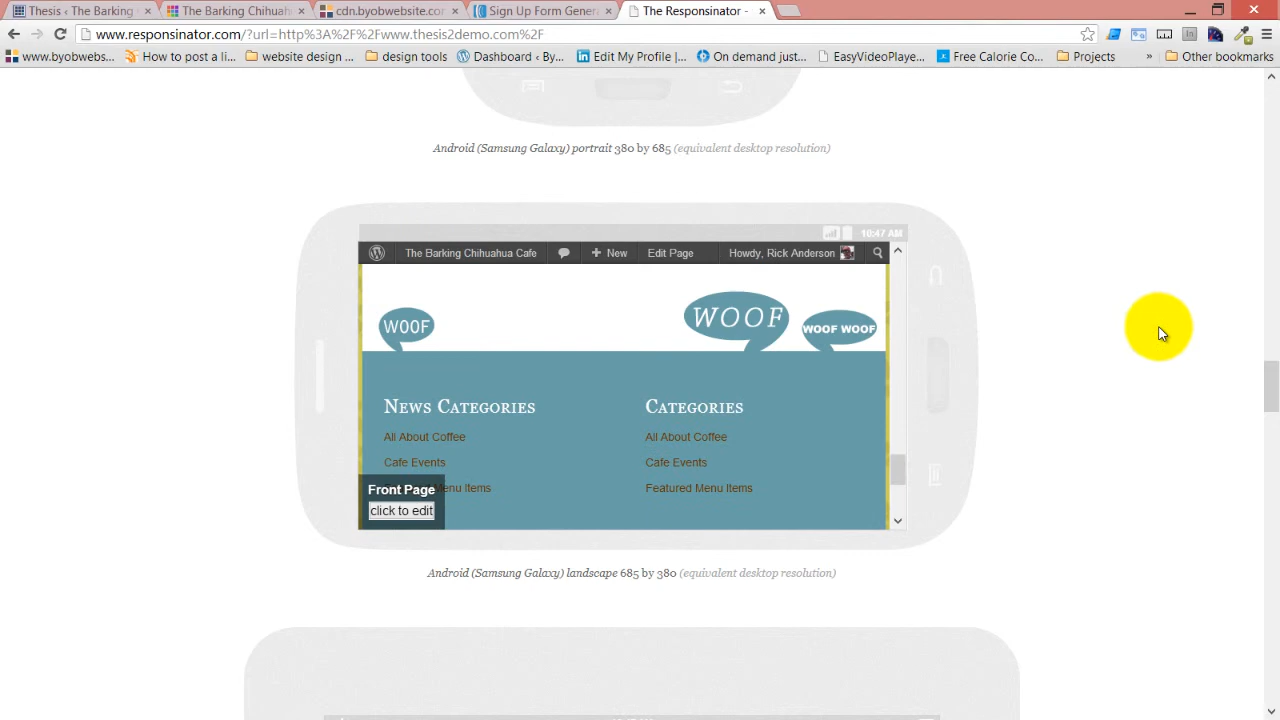 Thesis ‹ The Barking
The Barking Chihuah
cdn.byobwebsite.com
Sign Up Form Genera
The Responsinator -
www.responsinator.com/?url=http%3A%2F%2Fwww.thesis2demo.com%2F
www.byobwebs...
How to post a li...
website design ...
design tools
Dashboard ‹ By...
Edit My Profile |...
On demand just...
EasyVideoPlaye...
Free Calorie Co...
Projects
»
Other bookmarks
Android (Samsung Galaxy) portrait 380 by 685 (equivalent desktop resolution)
10:47 AM
The Barking Chihuahua Cafe
+ New
Edit Page
Howdy, Rick Anderson
WOOF
WOOF
WOOF WOOF
News Categories
Categories
All About Coffee
All About Coffee
Cafe Events
Cafe Events
Menu Items
Featured Menu Items
Front Page
click to edit
Android (Samsung Galaxy) landscape 685 by 380 (equivalent desktop resolution)